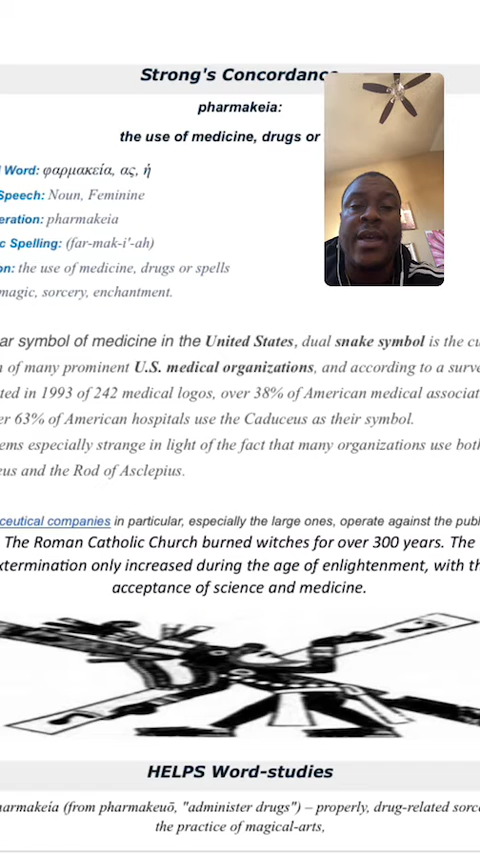 Strong's Concordance
pharmakeia:
the use of medicine, drugs or
Word: φαρμακεία, ας, ἡ
Speech: Noun, Feminine
eration: pharmakeia
c Spelling: (far-mak-i'-ah)
on: the use of medicine, drugs or spells
magic, sorcery, enchantment.
ar symbol of medicine in the United States, dual snake symbol is the cu
n of many prominent U.S. medical organizations, and according to a surve
ted in 1993 of 242 medical logos, over 38% of American medical associat
er 63% of American hospitals use the Caduceus as their symbol.
ems especially strange in light of the fact that many organizations use both
eus and the Rod of Asclepius.
ceutical companies in particular, especially the large ones, operate against the publ
The Roman Catholic Church burned witches for over 300 years. The
xtermination only increased during the age of enlightenment, with th
acceptance of science and medicine.
HELPS Word-studies
harmakeía (from pharmakeuō, "administer drugs") – properly, drug-related sorce
the practice of magical-arts,